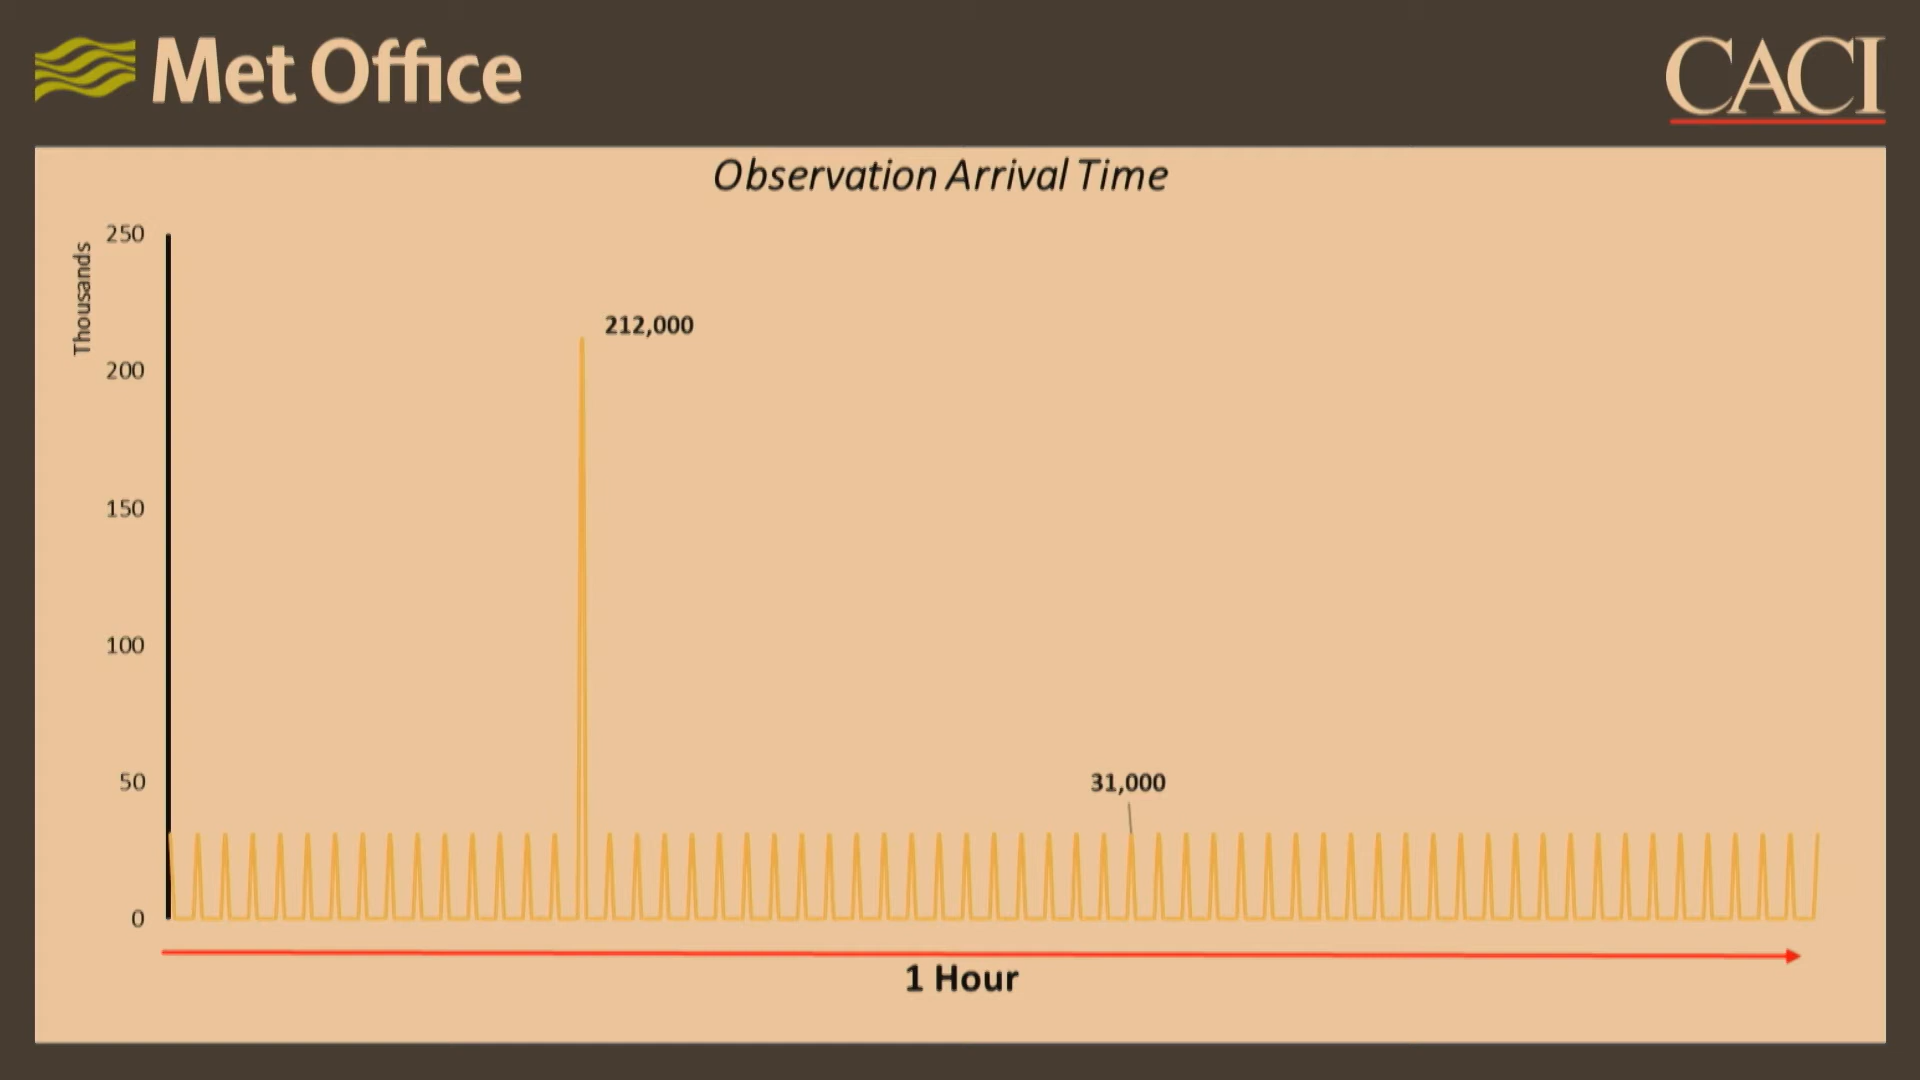 Met Office
CACI
Observation Arrival Time
Thousands
250
200
150
100
50
0
212,000
31,000
1 Hour